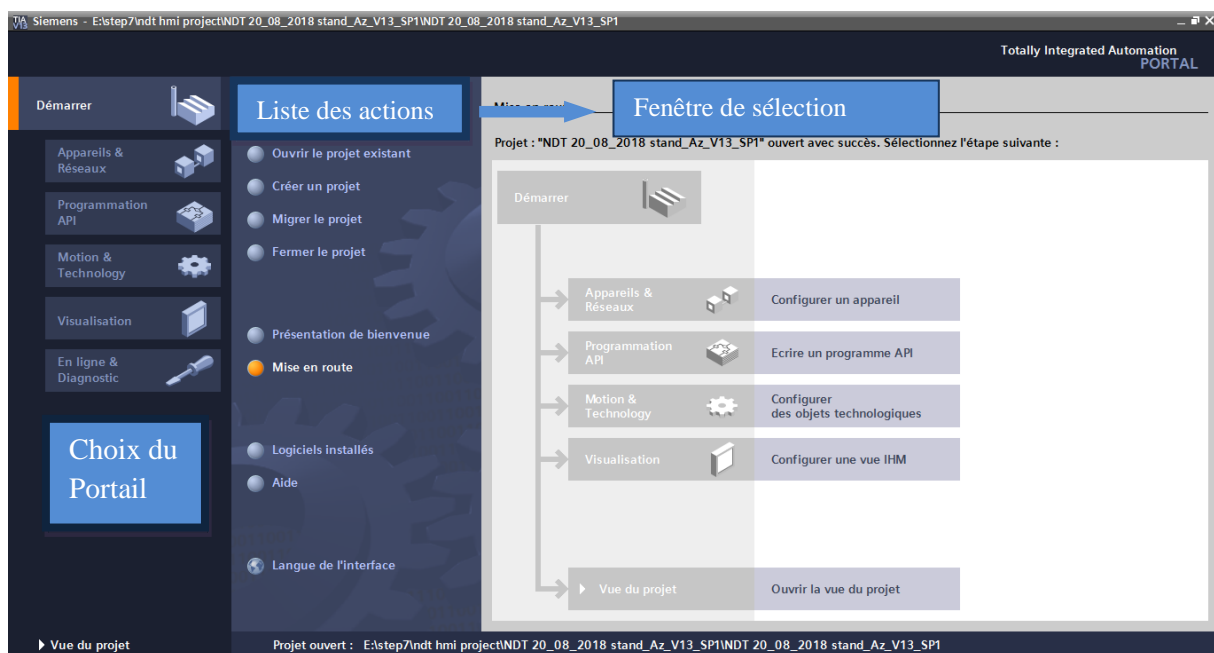 Siemens - E:\step7\ndt hmi project\NDT 20_08_2018 stand_Az_V13_SP1\NDT 20_08_2018 stand_Az_V13_SP1
Totally Integrated Automation
PORTAL
Démarrer
Appareils &
Réseaux
Programmation
API
Motion &
Technology
Visualisation
En ligne &
Diagnostic
Choix du
Portail
Vue du projet
Liste des actions
Ouvrir le projet existant
Créer un projet
Migrer le projet
Fermer le projet
Présentation de bienvenue
Mise en route
Logiciels installés
Aide
Langue de l'interface
Fenêtre de sélection
Projet : "NDT 20_08_2018 stand_Az_V13_SP1" ouvert avec succès. Sélectionnez l'étape suivante :
Démarrer
Appareils &
Réseaux
Configurer un appareil
Programmation
API
Ecrire un programme API
Motion &
Technology
Configurer
des objets technologiques
Visualisation
Configurer une vue IHM
Vue du projet
Ouvrir la vue du projet
Projet ouvert : E:\step7\ndt hmi project\NDT 20_08_2018 stand_Az_V13_SP1\NDT 20_08_2018 stand_Az_V13_SP1